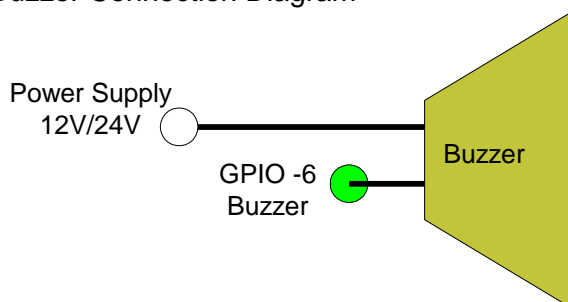 Buzzer Connection Diagram
Power Supply
12V/24V
Buzzer
GPIO -6
Buzzer